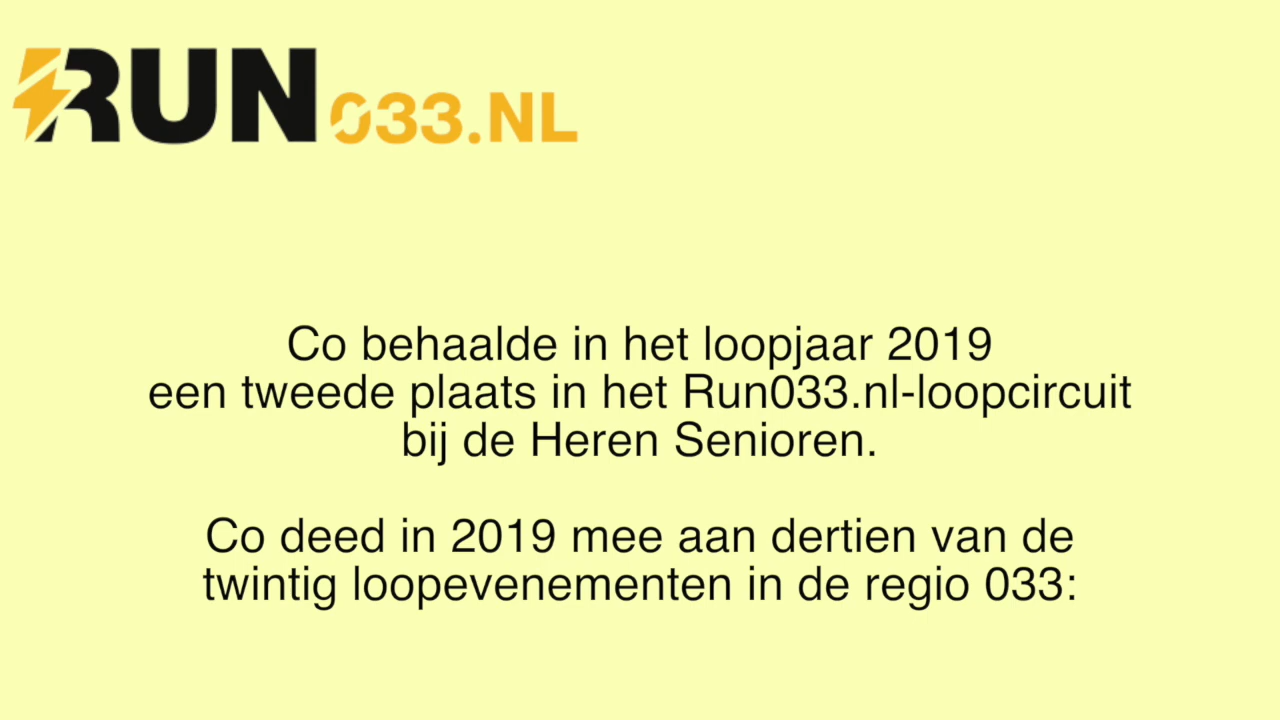 RUN033.NL
Co behaalde in het loopjaar 2019
een tweede plaats in het Run033.nl-loopcircuit
bij de Heren Senioren.
Co deed in 2019 mee aan dertien van de
twintig loopevenementen in de regio 033: